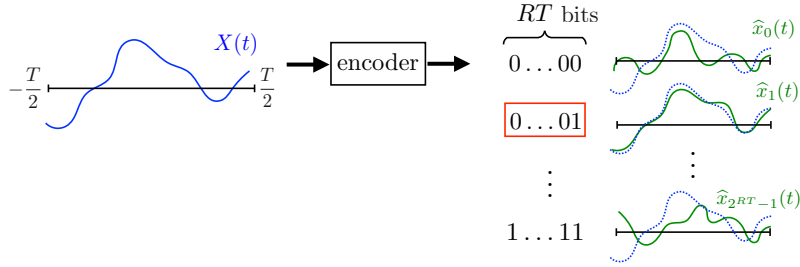 RT bits
X(t)
x̂₀(t)
0...00
encoder
−T/2
T/2
x̂₁(t)
0...01
⋮
⋮
x̂_{2^{RT}−1}(t)
1...11